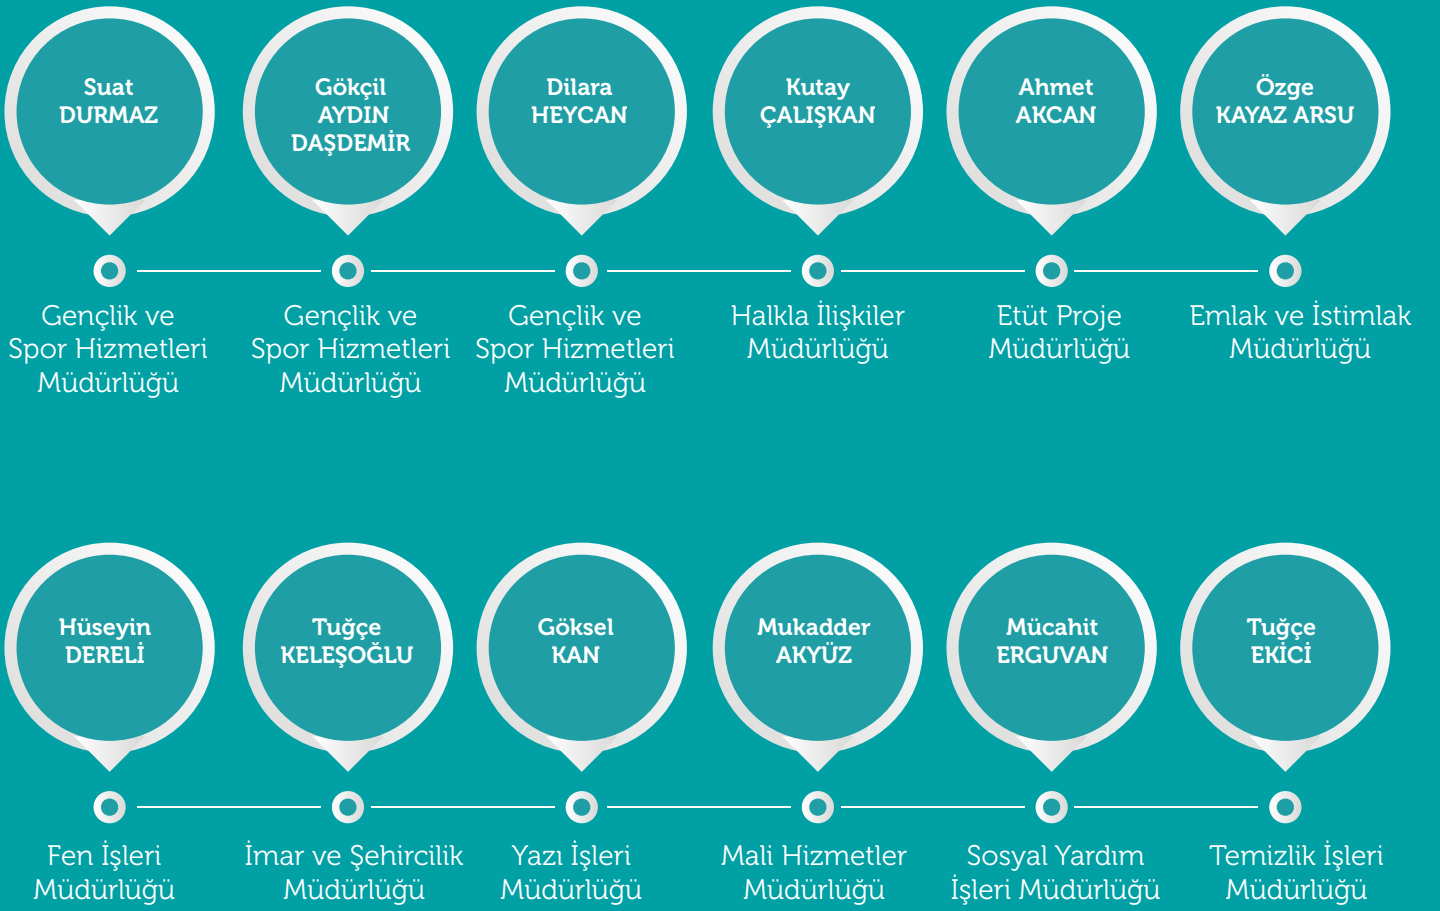 Suat
DURMAZ
Gökçil
AYDIN
DAŞDEMİR
Dilara
HEYCAN
Kutay
ÇALIŞKAN
Ahmet
AKCAN
Özge
KAYAZ ARSU
Gençlik ve
Spor Hizmetleri
Müdürlüğü
Gençlik ve
Spor Hizmetleri
Müdürlüğü
Gençlik ve
Spor Hizmetleri
Müdürlüğü
Halkla İlişkiler
Müdürlüğü
Etüt Proje
Müdürlüğü
Emlak ve İstimlak
Müdürlüğü
Hüseyin
DERELİ
Tuğçe
KELEŞOĞLU
Göksel
KAN
Mukadder
AKYÜZ
Mücahit
ERGUVAN
Tuğçe
EKİCİ
Fen İşleri
Müdürlüğü
İmar ve Şehircilik
Müdürlüğü
Yazı İşleri
Müdürlüğü
Mali Hizmetler
Müdürlüğü
Sosyal Yardım
İşleri Müdürlüğü
Temizlik İşleri
Müdürlüğü